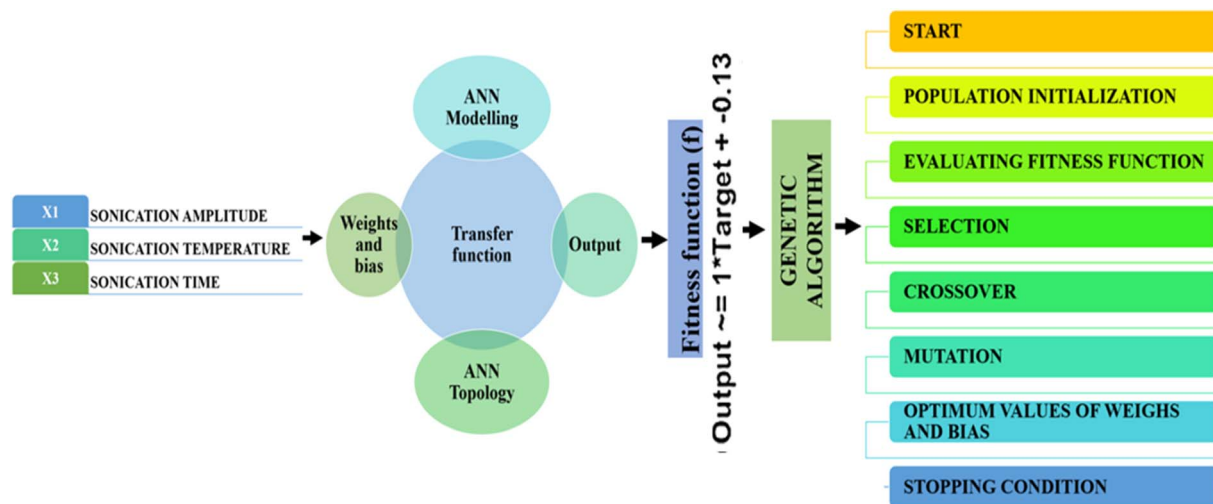 X1 SONICATION AMPLITUDE
X2 SONICATION TEMPERATURE
X3 SONICATION TIME
ANN
Modelling
Weights
and
bias
Transfer
function
Output
ANN
Topology
Fitness function (f)
Output ~= 1*Target + -0.13
GENETIC
ALGORITHM
START
POPULATION INITIALIZATION
EVALUATING FITNESS FUNCTION
SELECTION
CROSSOVER
MUTATION
OPTIMUM VALUES OF WEIGHS
AND BIAS
STOPPING CONDITION